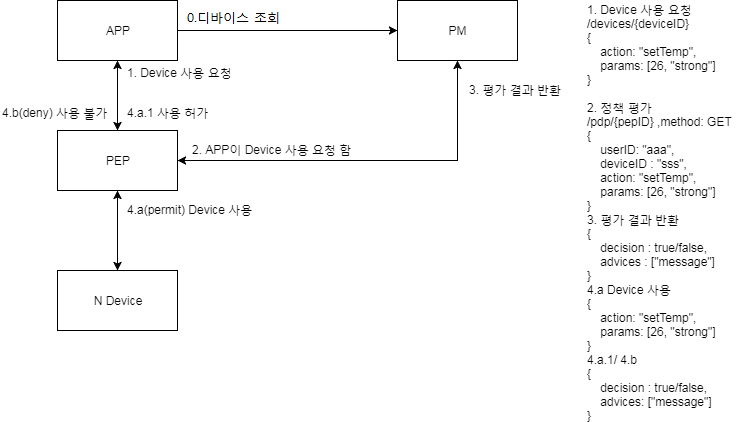 APP
0.디바이스 조회
PM
1. Device 사용 요청
3. 평가 결과 반환
4.b(deny) 사용 불가
4.a.1 사용 허가
PEP
2. APP이 Device 사용 요청 함
4.a(permit) Device 사용
N Device
1. Device 사용 요청
/devices/{deviceID}
{
action: "setTemp",
params: [26, "strong"]
}
2. 정책 평가
/pdp/{pepID} ,method: GET
{
userID: "aaa",
deviceID : "sss",
action: "setTemp",
params: [26, "strong"]
}
3. 평가 결과 반환
{
decision : true/false,
advices : ["message"]
}
4.a Device 사용
{
action: "setTemp",
params: [26, "strong"]
}
4.a.1/ 4.b
{
decision : true/false,
advices: ["message"]
}